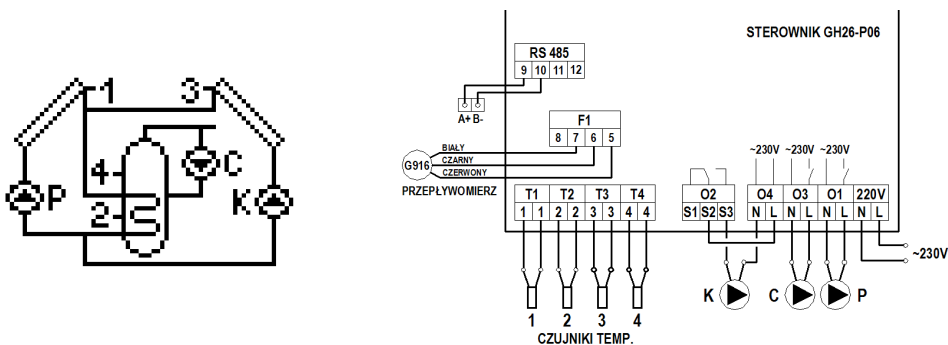 1 3
4 C
P 2 K
STEROWNIK GH26-P06
RS 485
9 10 11 12
A+ B-
F1
8 7 6 5
BIAŁY
CZARNY
CZERWONY
G916
PRZEPŁYWOMIERZ
~230V ~230V ~230V
T1 T2 T3 T4 O2 O4 O3 O1 220V
1 1 2 2 3 3 4 4 S1 S2 S3 N L N L N L N L
~230V
K C P
1 2 3 4
CZUJNIKI TEMP.